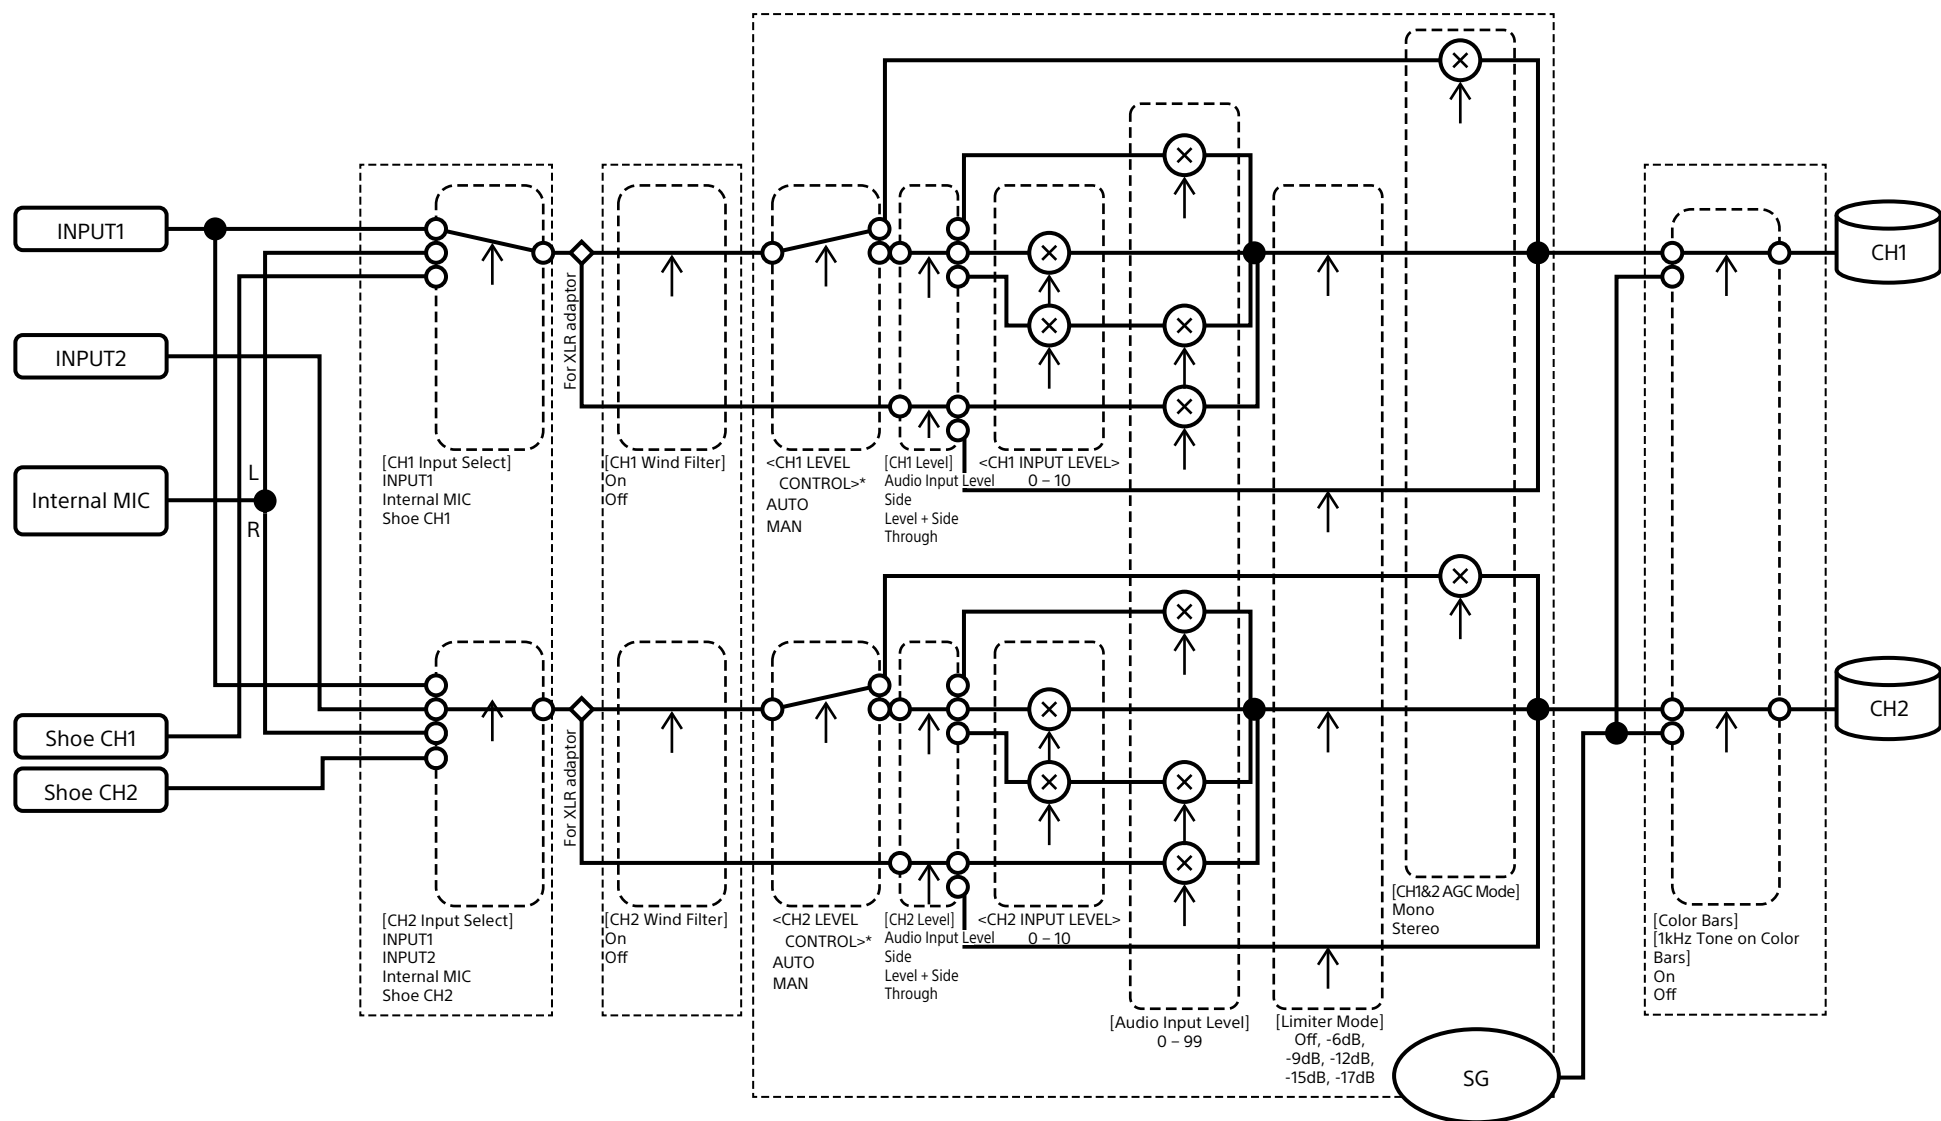 INPUT1
INPUT2
Internal MIC
L
R
Shoe CH1
Shoe CH2
[CH1 Input Select]
INPUT1
Internal MIC
Shoe CH1
For XLR adaptor
[CH1 Wind Filter]
On
Off
<CH1 LEVEL
CONTROL>*
AUTO
MAN
[CH1 Level]
Audio Input Level
Side
Level + Side
Through
<CH1 INPUT LEVEL>
0 – 10
CH1
[CH2 Input Select]
INPUT1
INPUT2
Internal MIC
Shoe CH2
For XLR adaptor
[CH2 Wind Filter]
On
Off
<CH2 LEVEL
CONTROL>*
AUTO
MAN
[CH2 Level]
Audio Input Level
Side
Level + Side
Through
<CH2 INPUT LEVEL>
0 – 10
[Audio Input Level]
0 – 99
[Limiter Mode]
Off, -6dB,
-9dB, -12dB,
-15dB, -17dB
[CH1&2 AGC Mode]
Mono
Stereo
SG
[Color Bars]
[1kHz Tone on Color
Bars]
On
Off
CH2